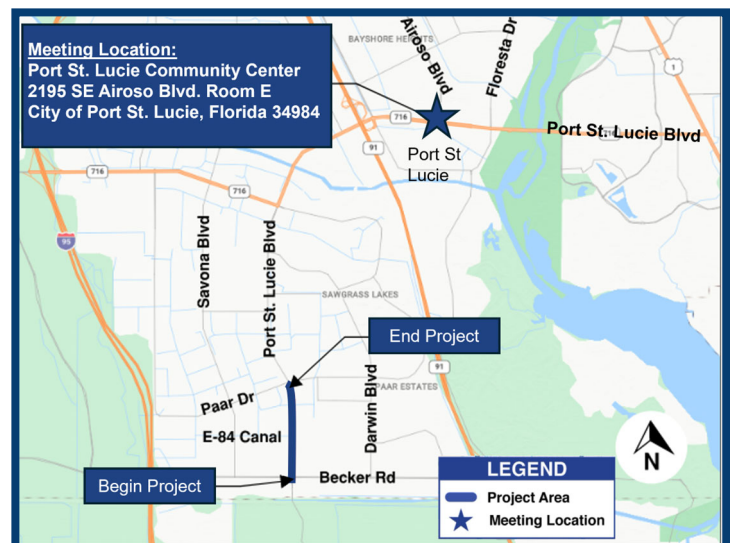 Meeting Location:
Port St. Lucie Community Center
2195 SE Airoso Blvd. Room E
City of Port St. Lucie, Florida 34984
BAYSHORE HEIGHTS
Airoso Blvd
Floresta Dr
1
716
Port St. Lucie Blvd
716
91
Port St
Lucie
716
716
95
Savona Blvd
Port St. Lucie Blvd
SAWGRASS LAKES
End Project
91
Paar Dr
Darwin Blvd
PAAR ESTATES
E-84 Canal
N
Begin Project
Becker Rd
LEGEND
Project Area
Meeting Location